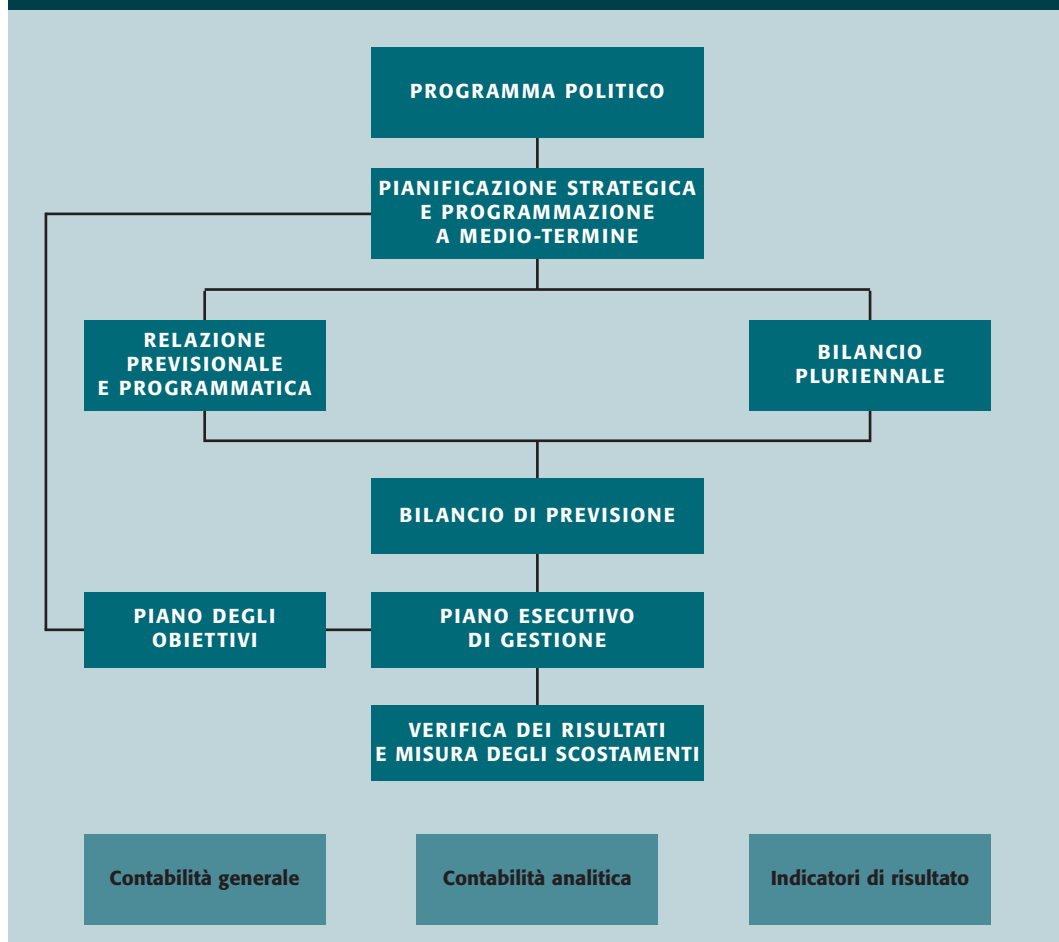 PROGRAMMA POLITICO
PIANIFICAZIONE STRATEGICA
E PROGRAMMAZIONE
A MEDIO-TERMINE
RELAZIONE
PREVISIONALE
E PROGRAMMATICA
BILANCIO
PLURIENNALE
BILANCIO DI PREVISIONE
PIANO DEGLI
OBIETTIVI
PIANO ESECUTIVO
DI GESTIONE
VERIFICA DEI RISULTATI
E MISURA DEGLI SCOSTAMENTI
Contabilità generale
Contabilità analitica
Indicatori di risultato